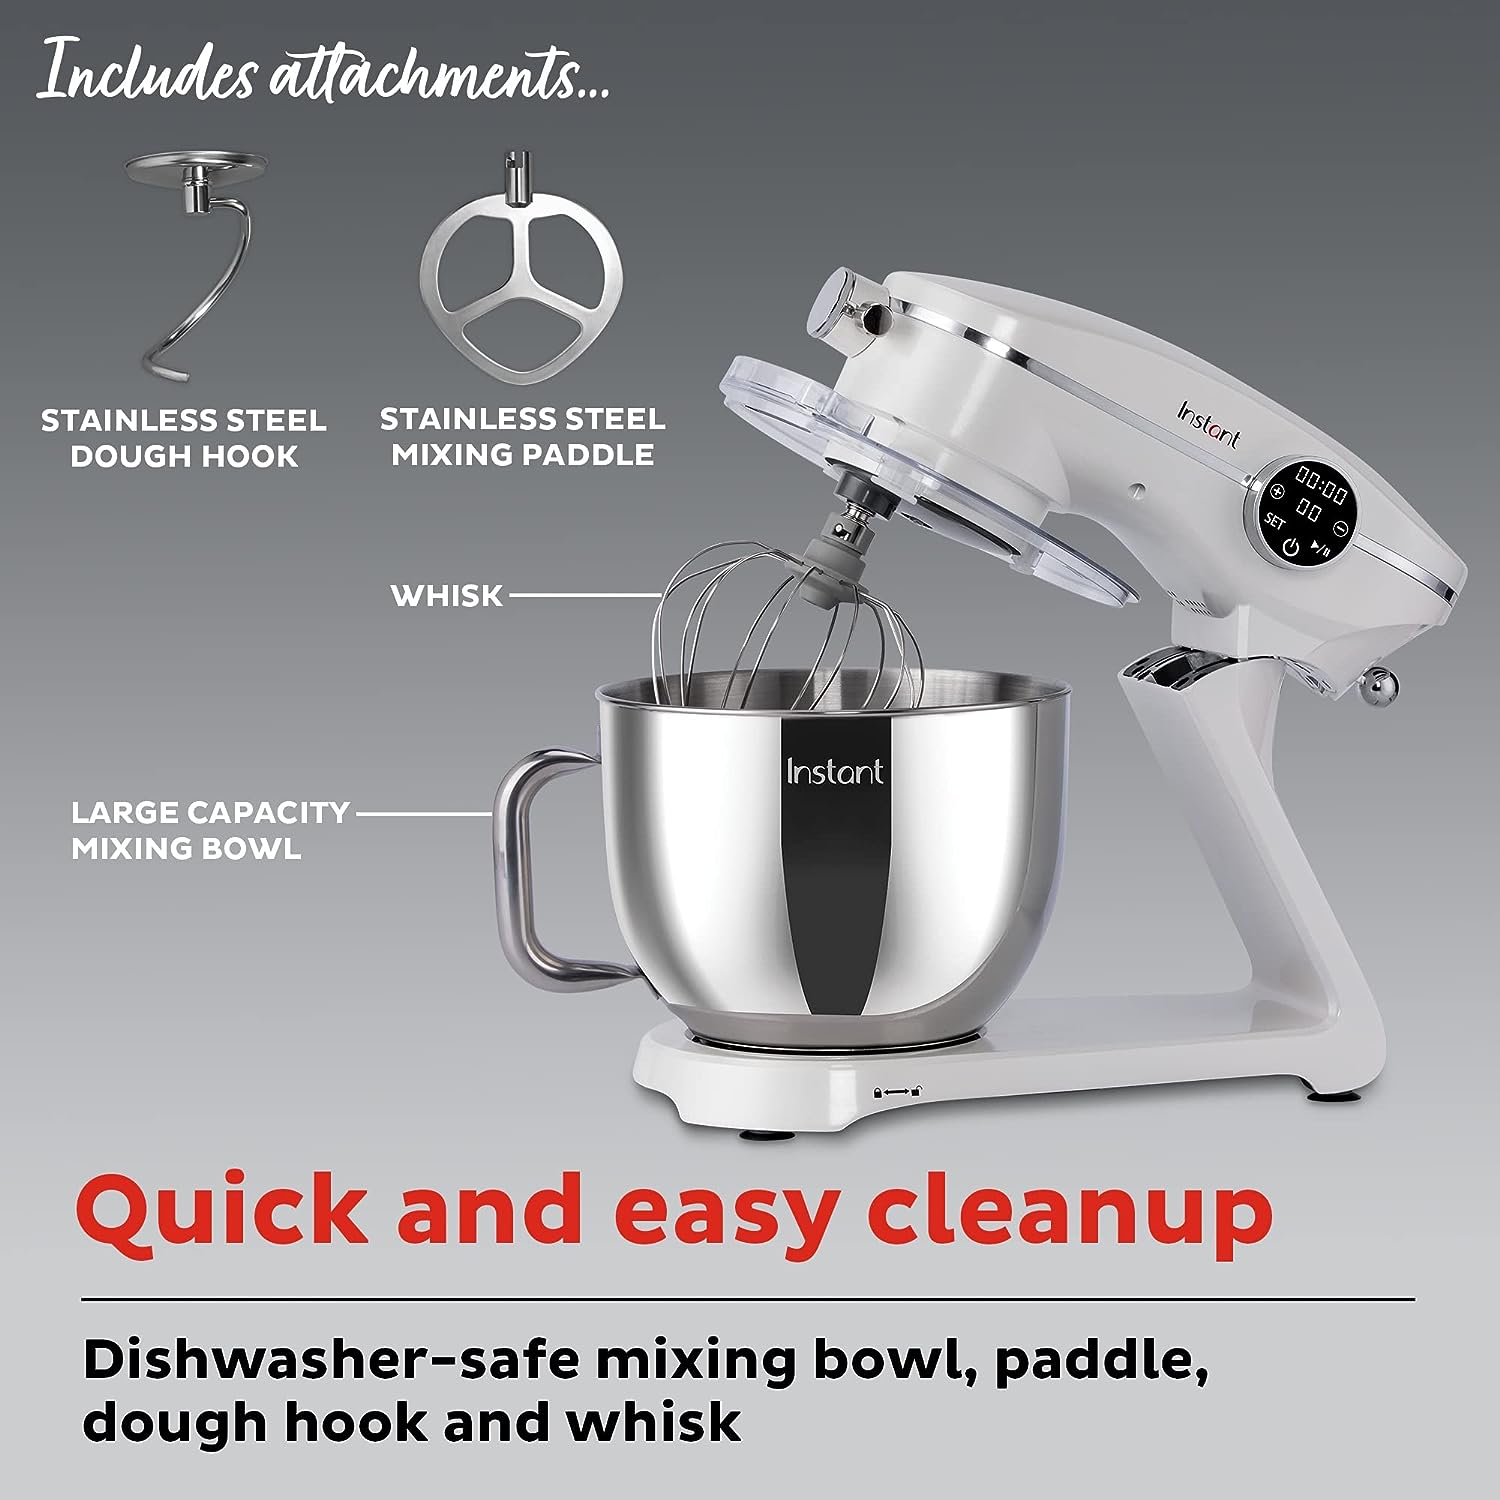 Includes attachments...
STAINLESS STEEL
DOUGH HOOK
STAINLESS STEEL
MIXING PADDLE
Instant
00:00
00
SET
WHISK
Instant
LARGE CAPACITY
MIXING BOWL
Quick and easy cleanup
Dishwasher-safe mixing bowl, paddle,
dough hook and whisk